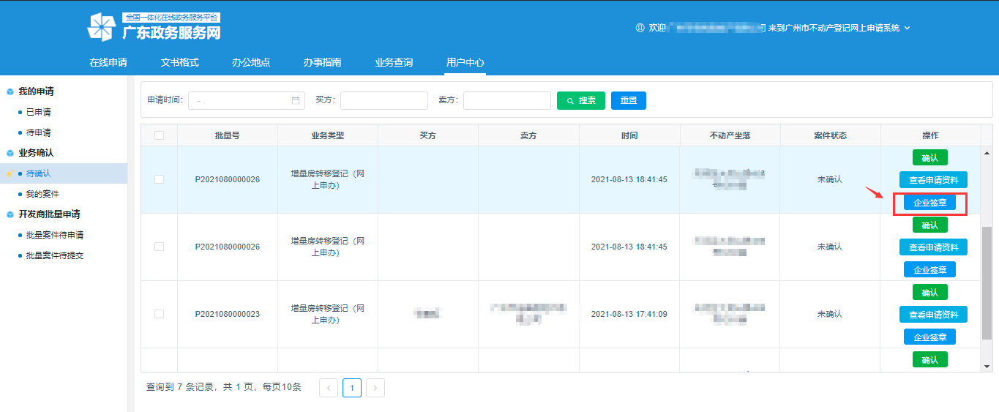 全国一体化在线政务服务平台
广东政务服务网
欢迎
司 来到广州市不动产登记网上申请系统
在线申请 文书格式 办公地点 办事指南 业务查询 用户中心
我的申请
已申请
待申请
业务确认
待确认
我的案件
开发商批量申请
批量案件待申请
批量案件待提交
申请时间: - 买方: 卖方: 搜索 重置
批量号 业务类型 买方 卖方 时间 不动产坐落 案件状态 操作
P2021080000026 增量房转移登记（网
上申办） 2021-08-13 18:41:45 未确认
确认
查看申请资料
企业签章
P2021080000026 增量房转移登记（网
上申办） 2021-08-13 18:41:45 未确认
确认
查看申请资料
企业签章
P2021080000023 增量房转移登记（网
上申办） 2021-08-13 17:41:09 未确认
确认
查看申请资料
企业签章
确认
查询到 7 条记录，共 1 页，每页10条 < 1 >